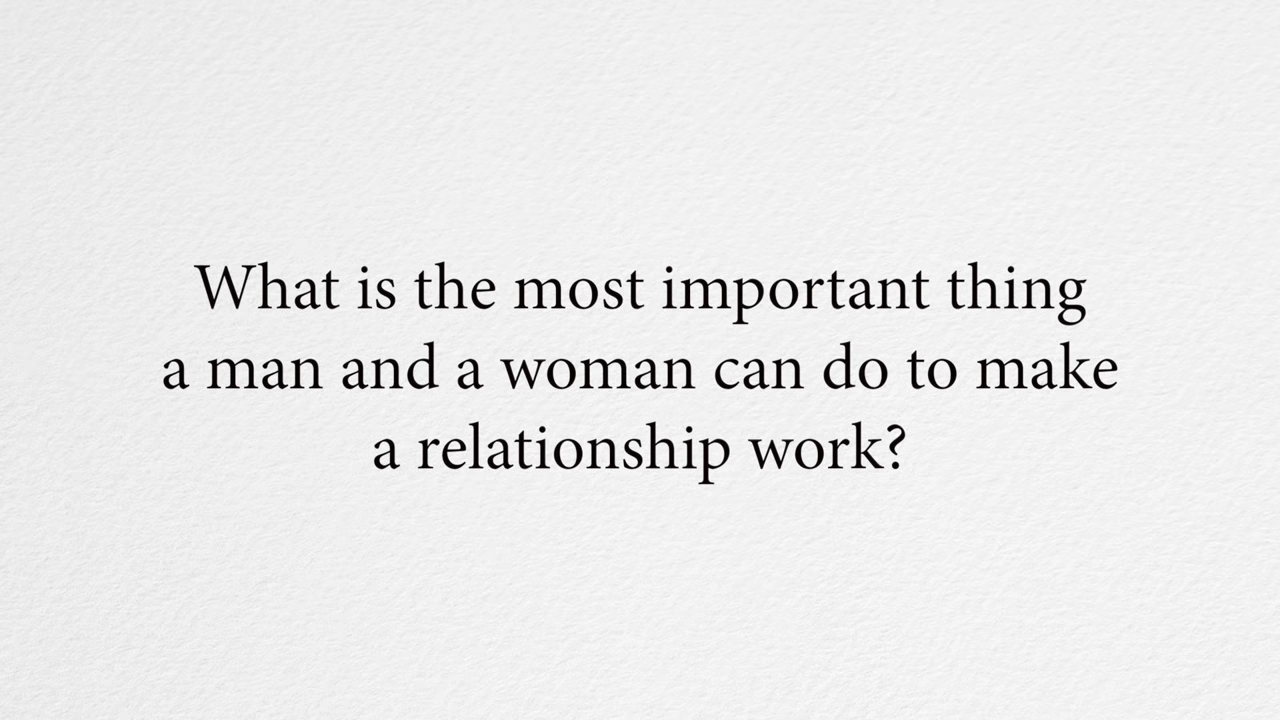 What is the most important thing
a man and a woman can do to make
a relationship work?